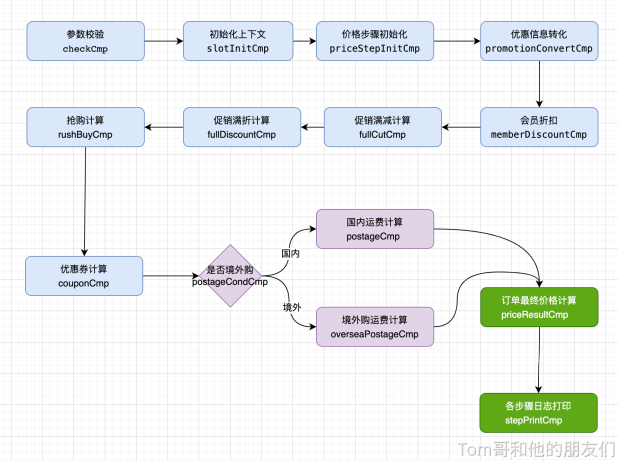 参数校验
checkCmp
初始化上下文
slotInitCmp
价格步骤初始化
priceStepInitCmp
优惠信息转化
promotionConvertCmp
会员折扣
memberDiscountCmp
促销满减计算
fullCutCmp
促销满折计算
fullDiscountCmp
抢购计算
rushBuyCmp
优惠券计算
couponCmp
是否境外购
postageCondCmp
国内
境外
国内运费计算
postageCmp
境外购运费计算
overseaPostageCmp
订单最终价格计算
priceResultCmp
各步骤日志打印
stepPrintCmp
Tom哥和他的朋友们